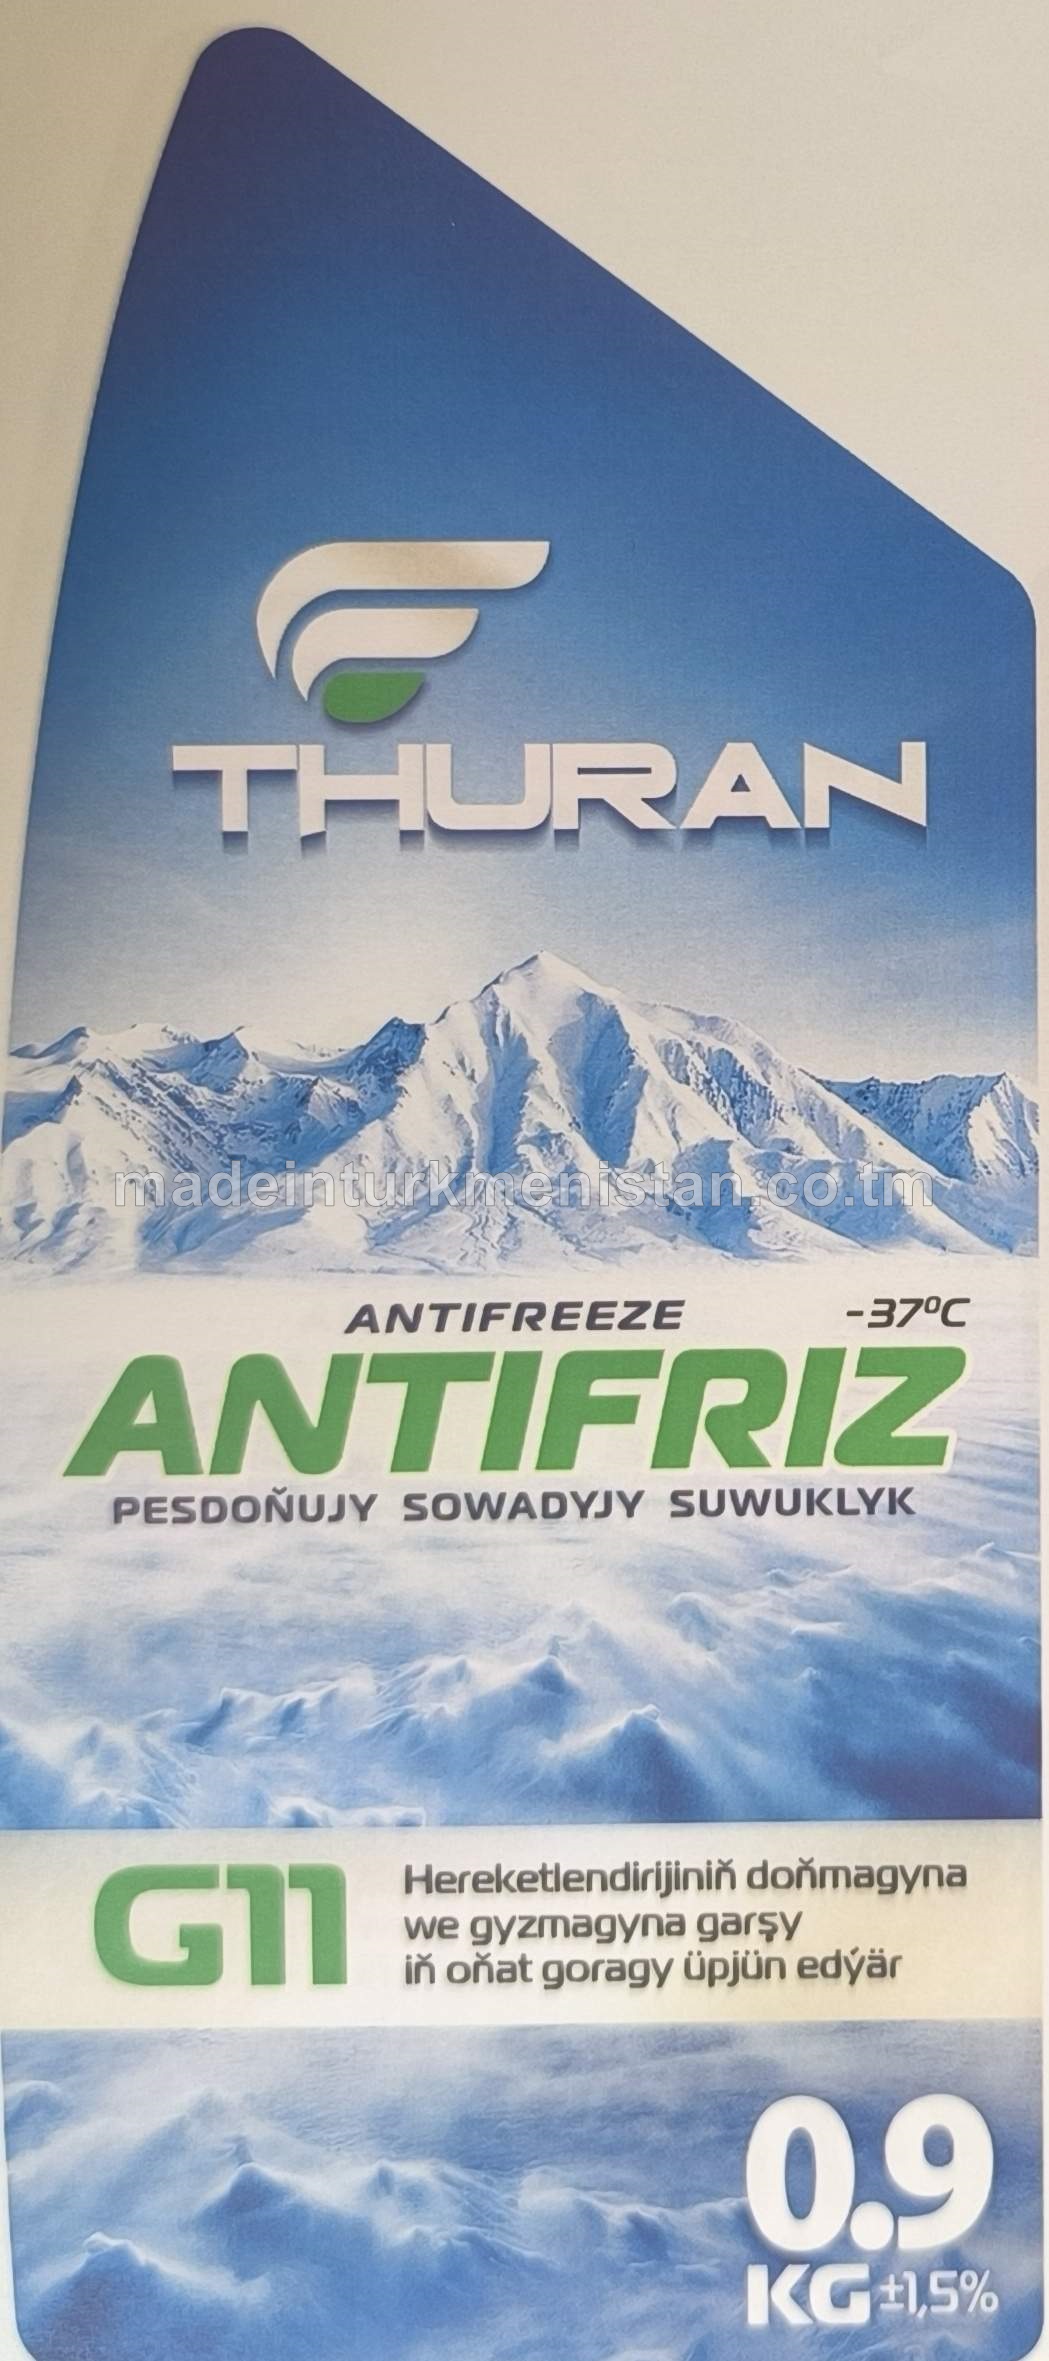 THURAN
madeinturkmenistan.co.tm
ANTIFREEZE -37ºC
ANTIFRIZ
PESDOŇUJY SOWADYJY SUWUKLYK
G11
Hereketlendirijiniň doňmagyna
we gyzmagyna garşy
iň oňat goragy üpjün edýär
0.9
KG ±1,5%